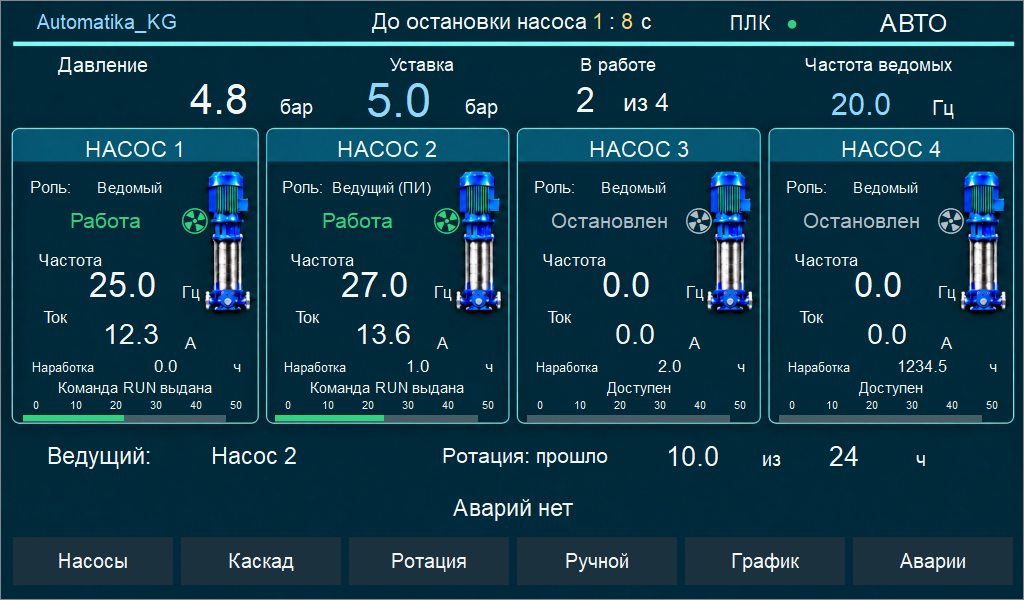 Automatika_KG До остановки насоса 1 : 8 с ПЛК АВТО
Давление Уставка В работе Частота ведомых
4.8 бар 5.0 бар 2 из 4 20.0 Гц
НАСОС 1 НАСОС 2 НАСОС 3 НАСОС 4
Роль: Ведомый Роль: Ведущий (ПИ) Роль: Ведомый Роль: Ведомый
Работа Работа Остановлен Остановлен
Частота Частота Частота Частота
25.0 Гц 27.0 Гц 0.0 Гц 0.0 Гц
Ток Ток Ток Ток
12.3 А 13.6 А 0.0 А 0.0 А
Наработка 0.0 ч Наработка 1.0 ч Наработка 2.0 ч Наработка 1234.5 ч
Команда RUN выдана Команда RUN выдана Доступен Доступен
0 10 20 30 40 50 0 10 20 30 40 50 0 10 20 30 40 50 0 10 20 30 40 50
Ведущий: Насос 2 Ротация: прошло 10.0 из 24 ч
Аварий нет
Насосы Каскад Ротация Ручной График Аварии